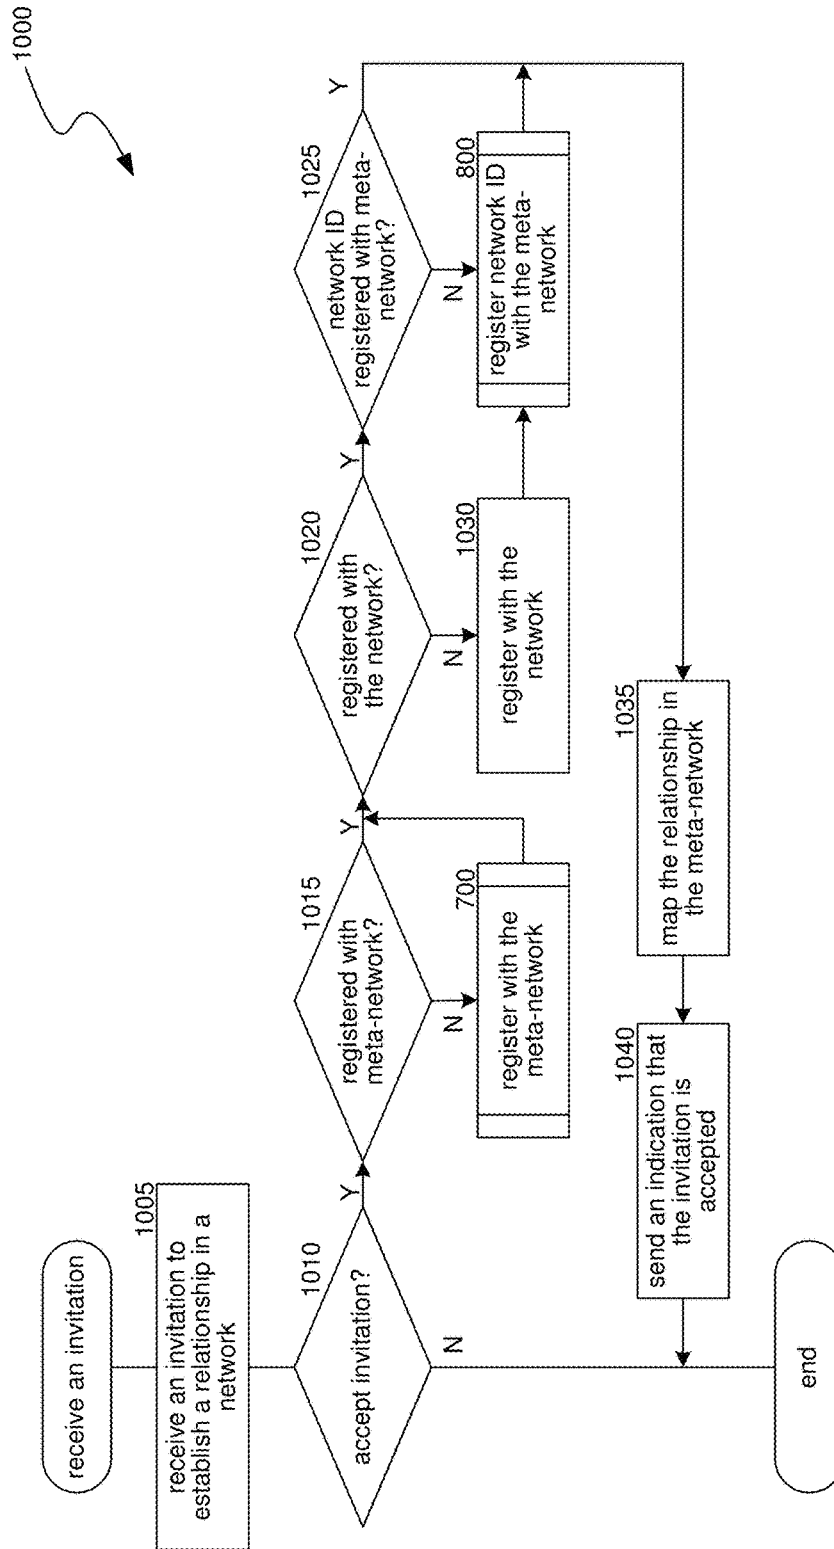 1000
receive an invitation
1005
receive an invitation to
establish a relationship in a
network
1010
accept invitation?
Y
N
1015
registered with
meta-network?
Y
N
700
register with the
meta-network
1020
registered with
the network?
Y
N
1030
register with the
network
1025
network ID
registered with meta-
network?
Y
N
800
register network ID
with the meta-
network
1035
map the relationship in
the meta-network
1040
send an indication that
the invitation is
accepted
end